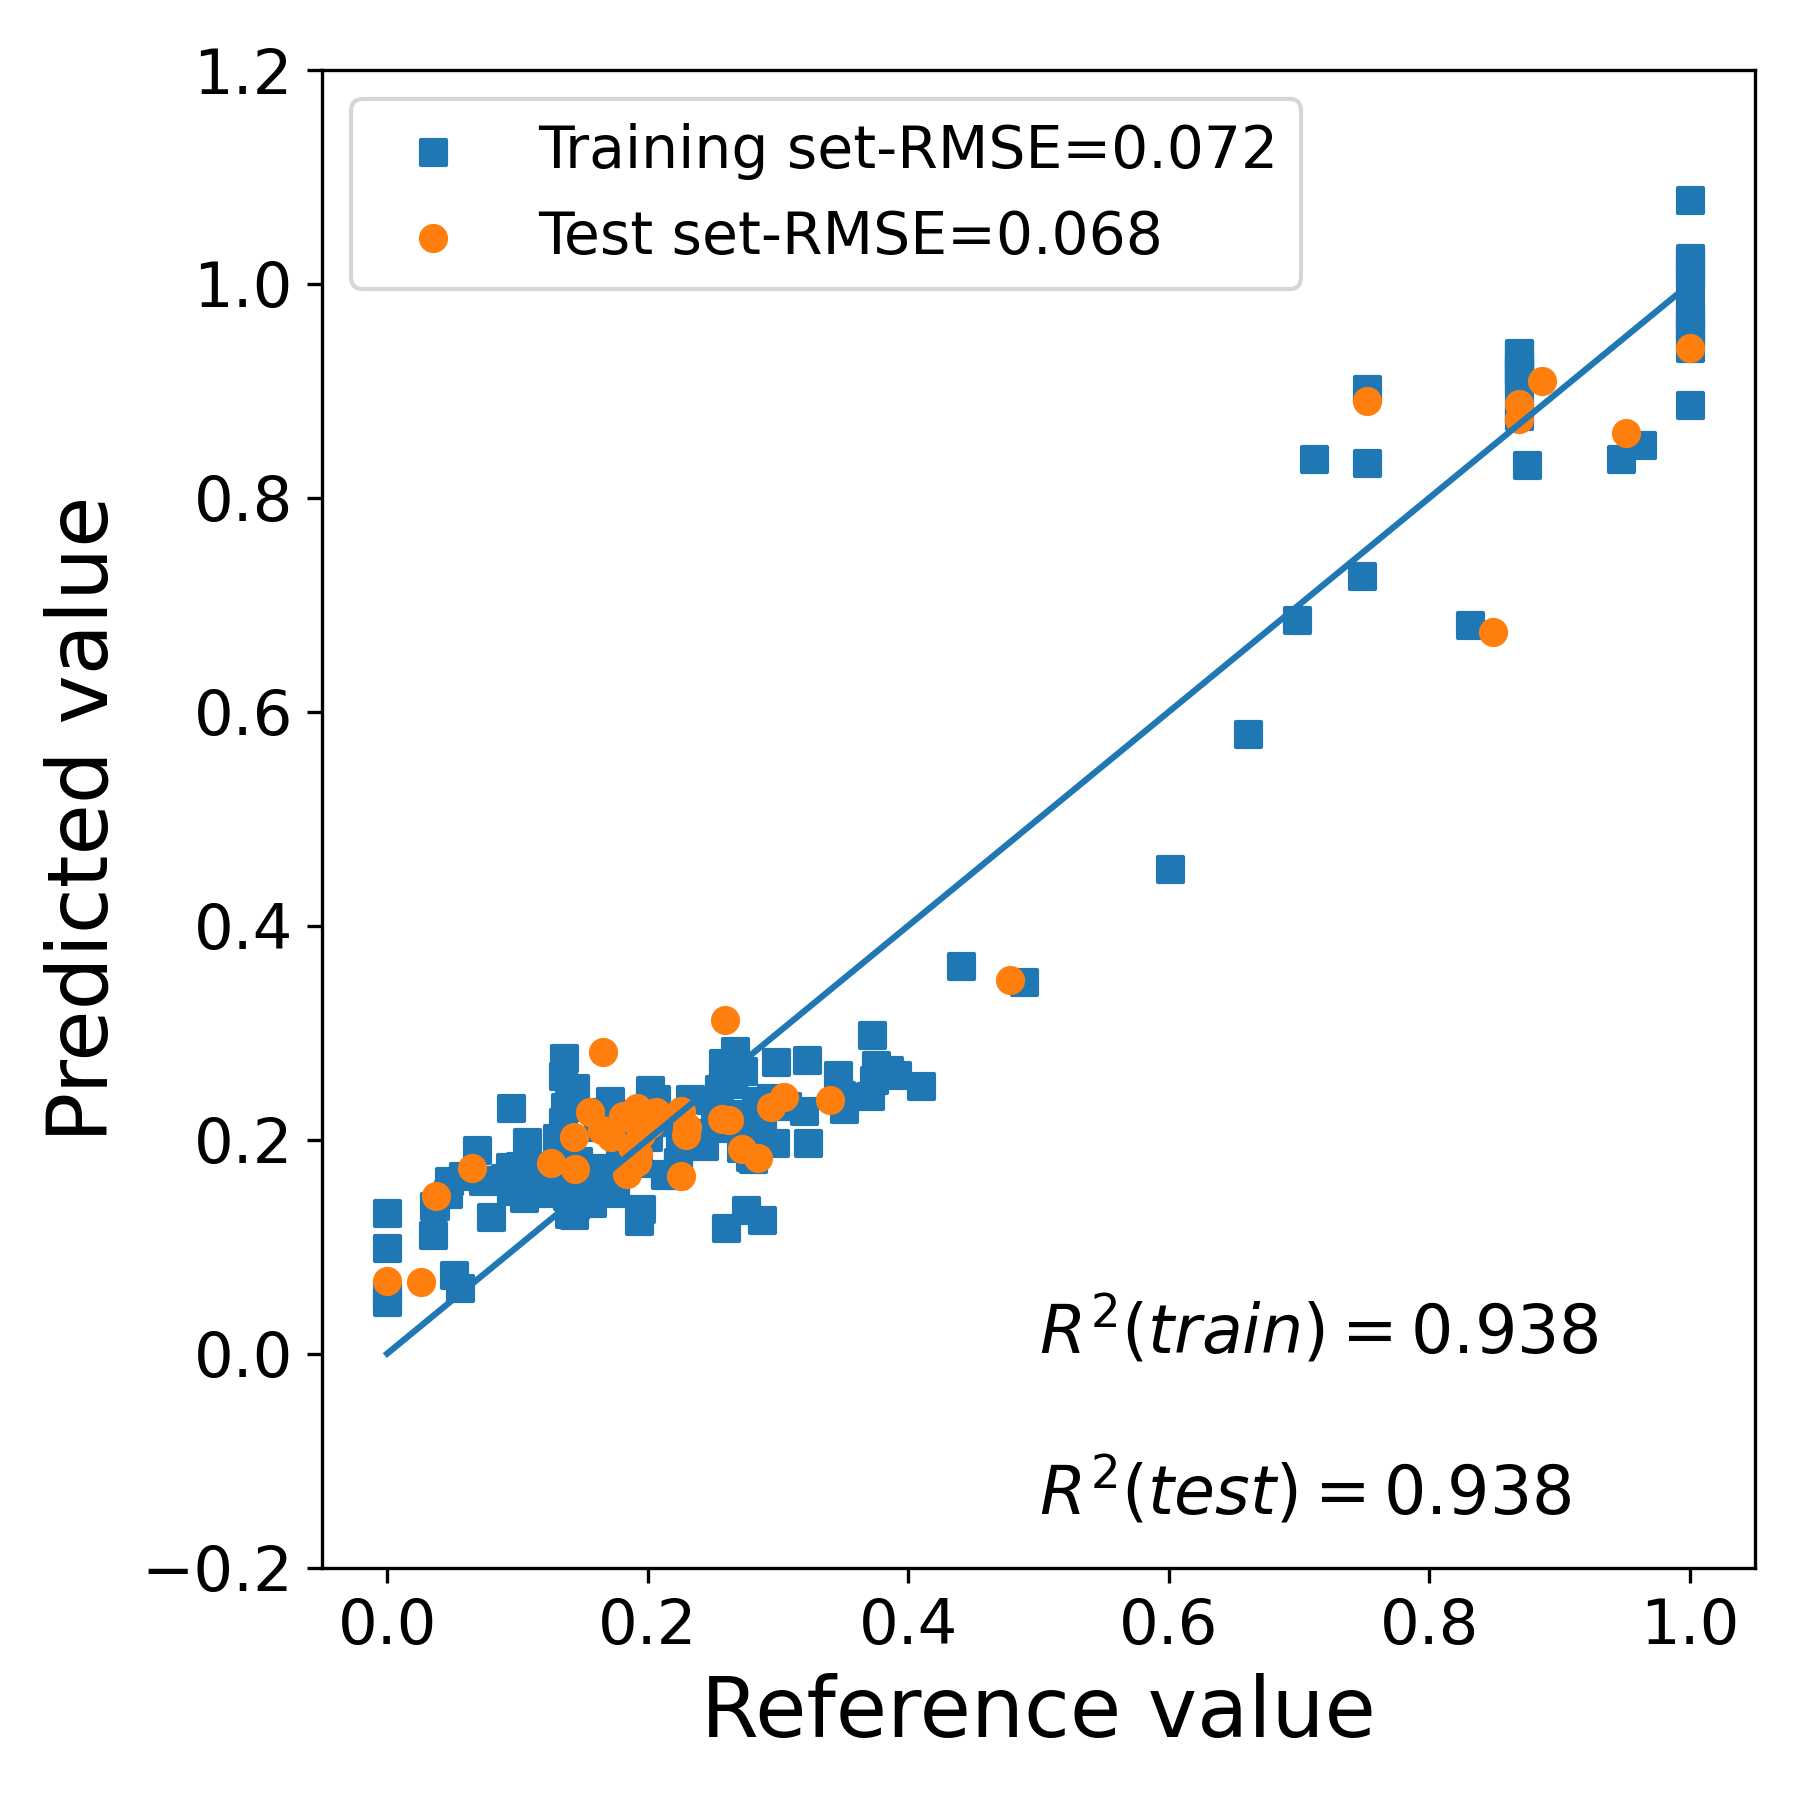 1.2
1.0
0.8
0.6
0.4
0.2
0.0
−0.2
Predicted value
Training set-RMSE=0.072
Test set-RMSE=0.068
R²(train) = 0.938
R²(test) = 0.938
0.0 0.2 0.4 0.6 0.8 1.0
Reference value